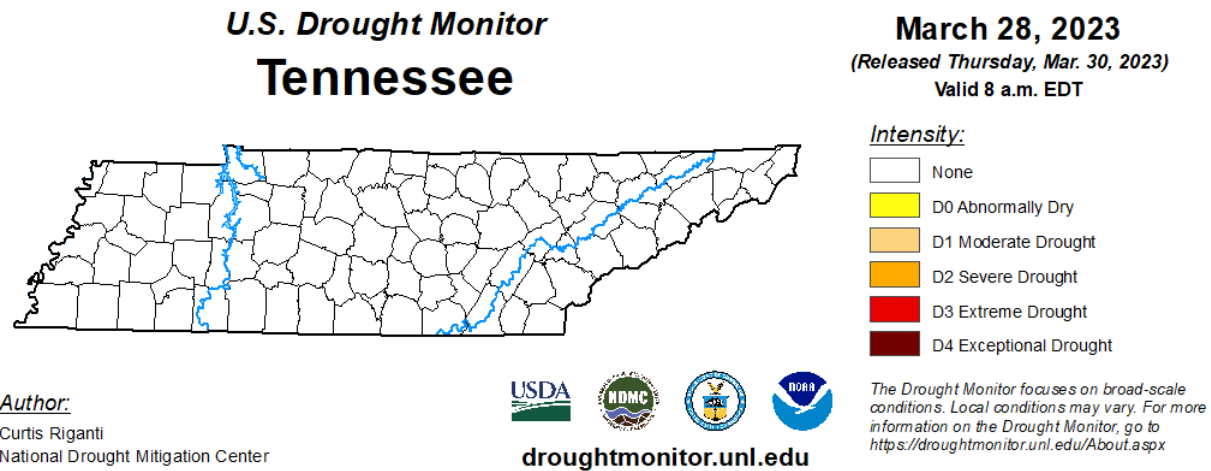 U.S. Drought Monitor
Tennessee
March 28, 2023
(Released Thursday, Mar. 30, 2023)
Valid 8 a.m. EDT
Intensity:
None
D0 Abnormally Dry
D1 Moderate Drought
D2 Severe Drought
D3 Extreme Drought
D4 Exceptional Drought
The Drought Monitor focuses on broad-scale
conditions. Local conditions may vary. For more
information on the Drought Monitor, go to
https://droughtmonitor.unl.edu/About.aspx
Author:
Curtis Riganti
National Drought Mitigation Center
USDA
NDMC
NOAA
droughtmonitor.unl.edu